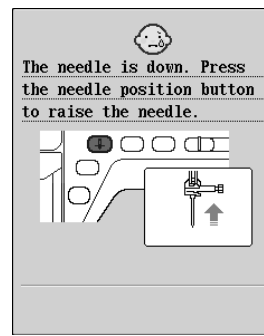 The needle is down. Press
the needle position button
to raise the needle.